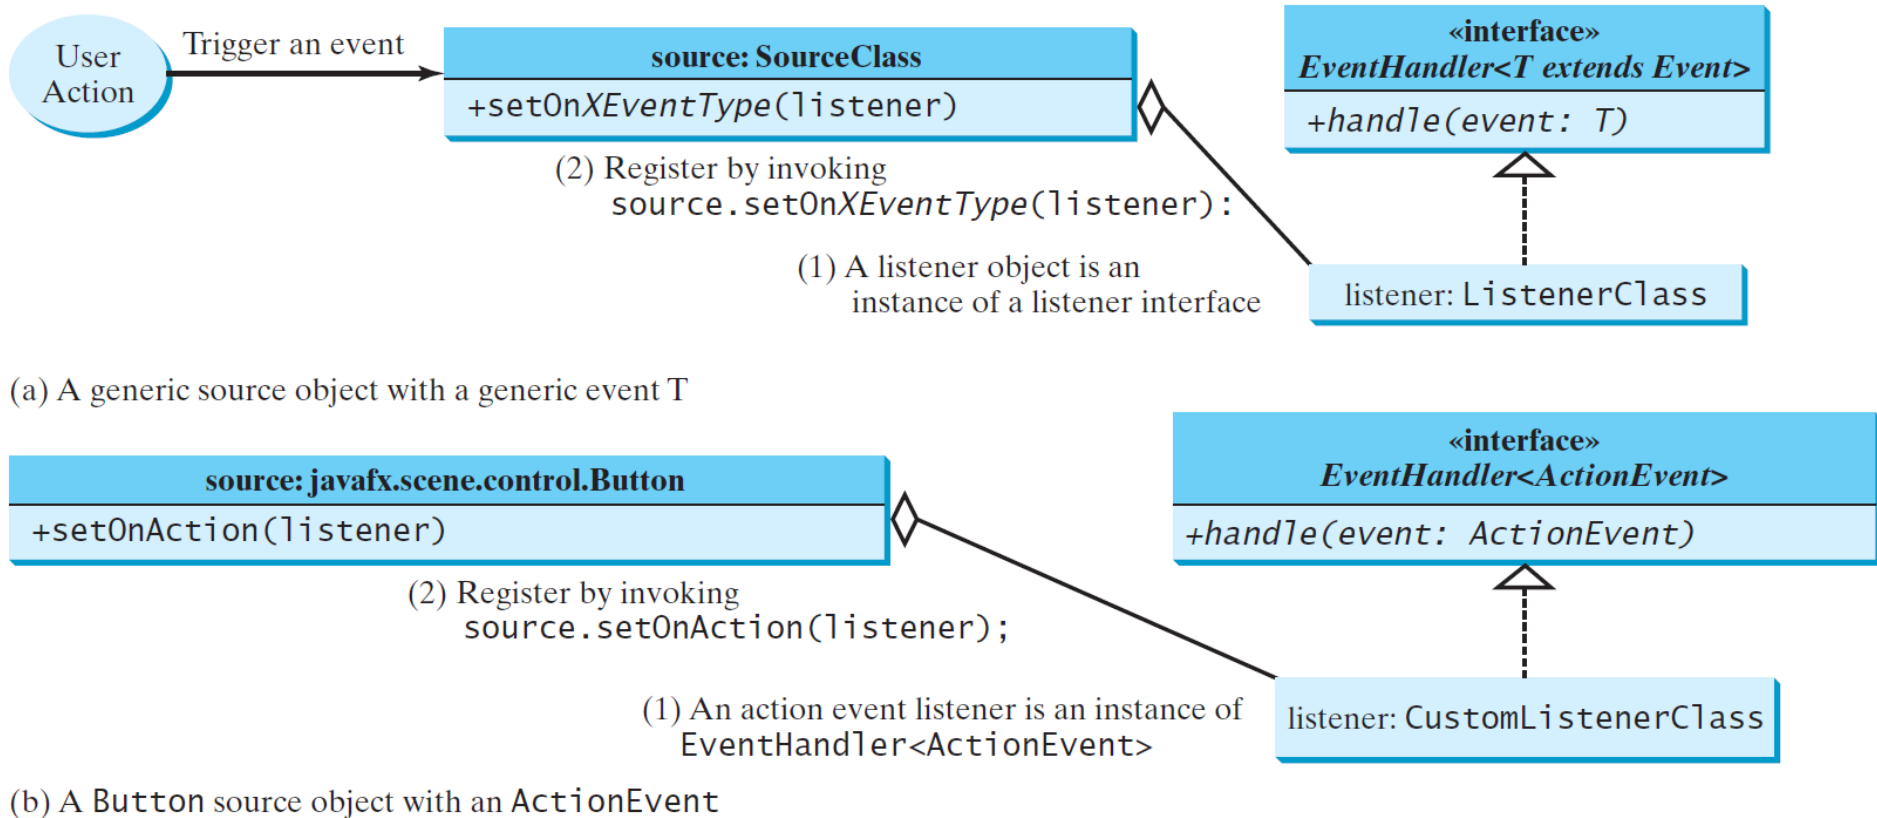 User
Action
Trigger an event
source: SourceClass
+setOnXEventType(listener)
«interface»
EventHandler<T extends Event>
+handle(event: T)
(2) Register by invoking
source.setOnXEventType(listener):
(1) A listener object is an
instance of a listener interface
listener: ListenerClass
(a) A generic source object with a generic event T
source: javafx.scene.control.Button
+setOnAction(listener)
«interface»
EventHandler<ActionEvent>
+handle(event: ActionEvent)
(2) Register by invoking
source.setOnAction(listener);
(1) An action event listener is an instance of
EventHandler<ActionEvent>
listener: CustomListenerClass
(b) A Button source object with an ActionEvent